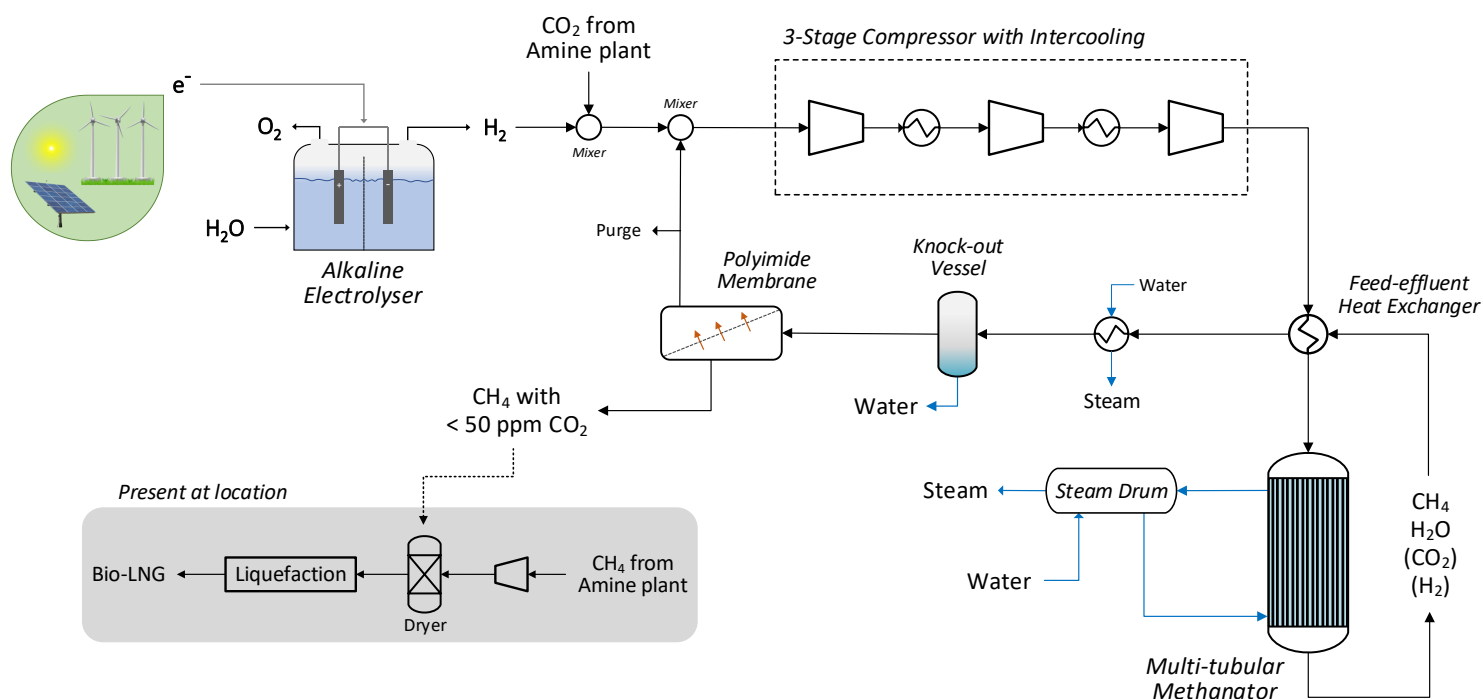 CO₂ from
Amine plant
3-Stage Compressor with Intercooling
e⁻
O₂
H₂
Mixer
Mixer
+
-
H₂O
Alkaline
Electrolyser
Purge
Polyimide
Membrane
Knock-out
Vessel
Water
Feed-effluent
Heat Exchanger
Steam
Water
CH₄ with
< 50 ppm CO₂
Present at location
Steam
Steam Drum
CH₄
H₂O
(CO₂)
(H₂)
Bio-LNG
Liquefaction
CH₄ from
Amine plant
Water
Dryer
Multi-tubular
Methanator